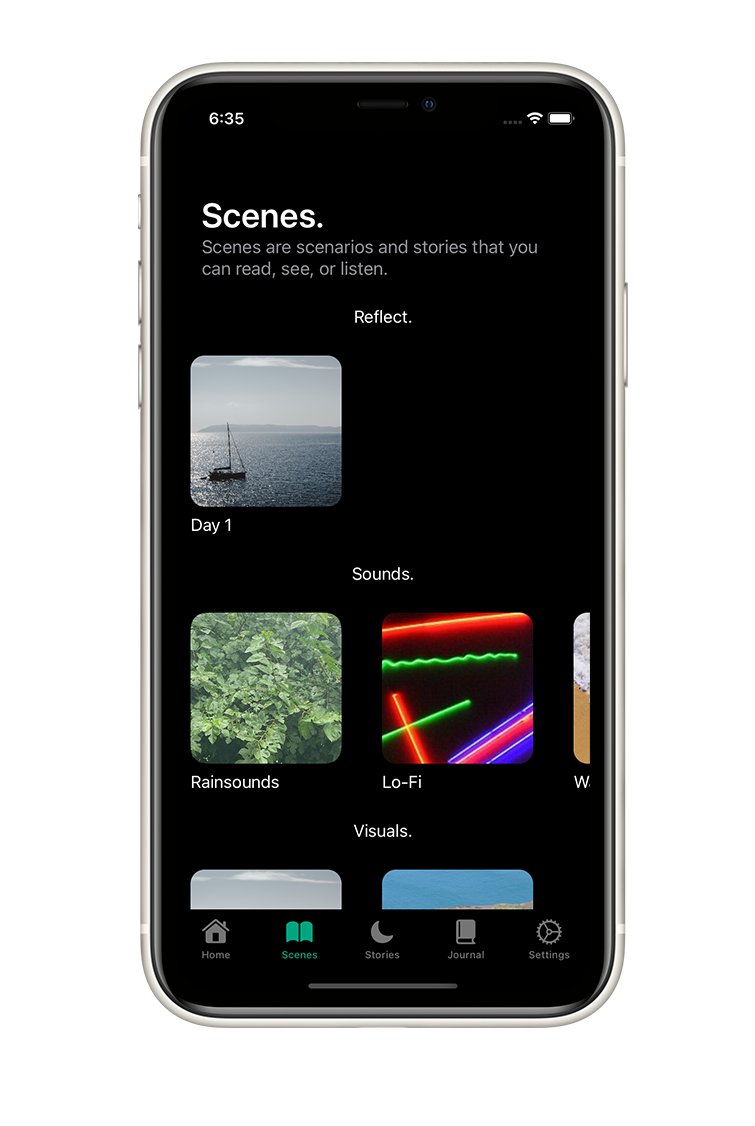 6:35
Scenes.
Scenes are scenarios and stories that you
can read, see, or listen.
Reflect.
Day 1
Sounds.
Rainsounds
Lo-Fi
Visuals.
Home
Scenes
Stories
Journal
Settings